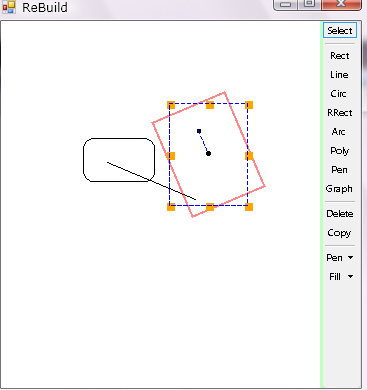 ReBuild
Select
Rect
Line
Circ
RRect
Arc
Poly
Pen
Graph
Delete
Copy
Pen
Fill